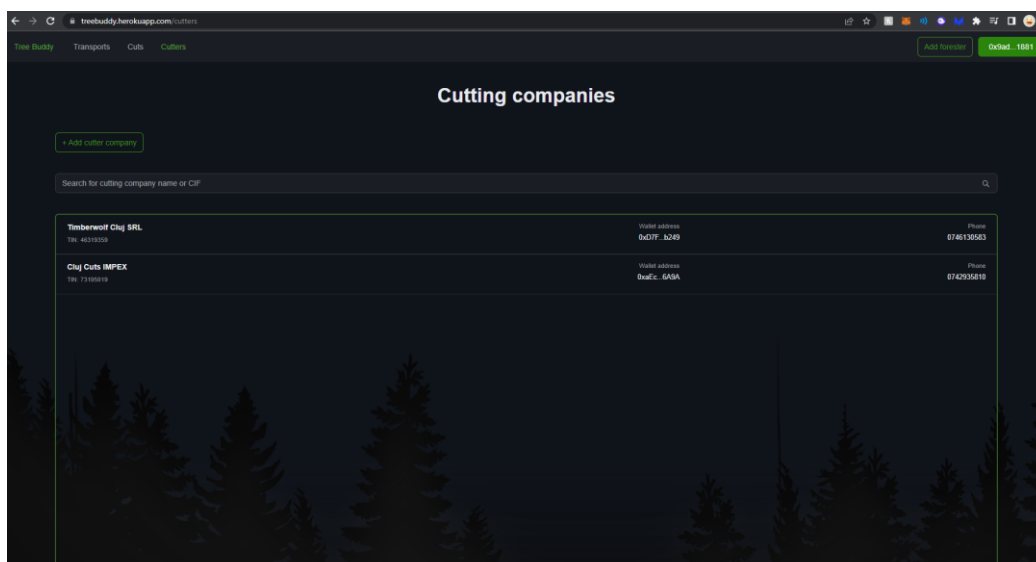 treebuddy.herokuapp.com/cutters
Tree Buddy Transports Cuts Cutters Add forester 0x9ad...1881
Cutting companies
+ Add cutter company
Search for cutting company name or CIF
Timberwolf Cluj SRL Wallet address Phone
TIN: 46319359 0xD7F...b249 0746130583
Cluj Cuts IMPEX Wallet address Phone
TIN: 73195919 0xaEc...6A9A 0742935810